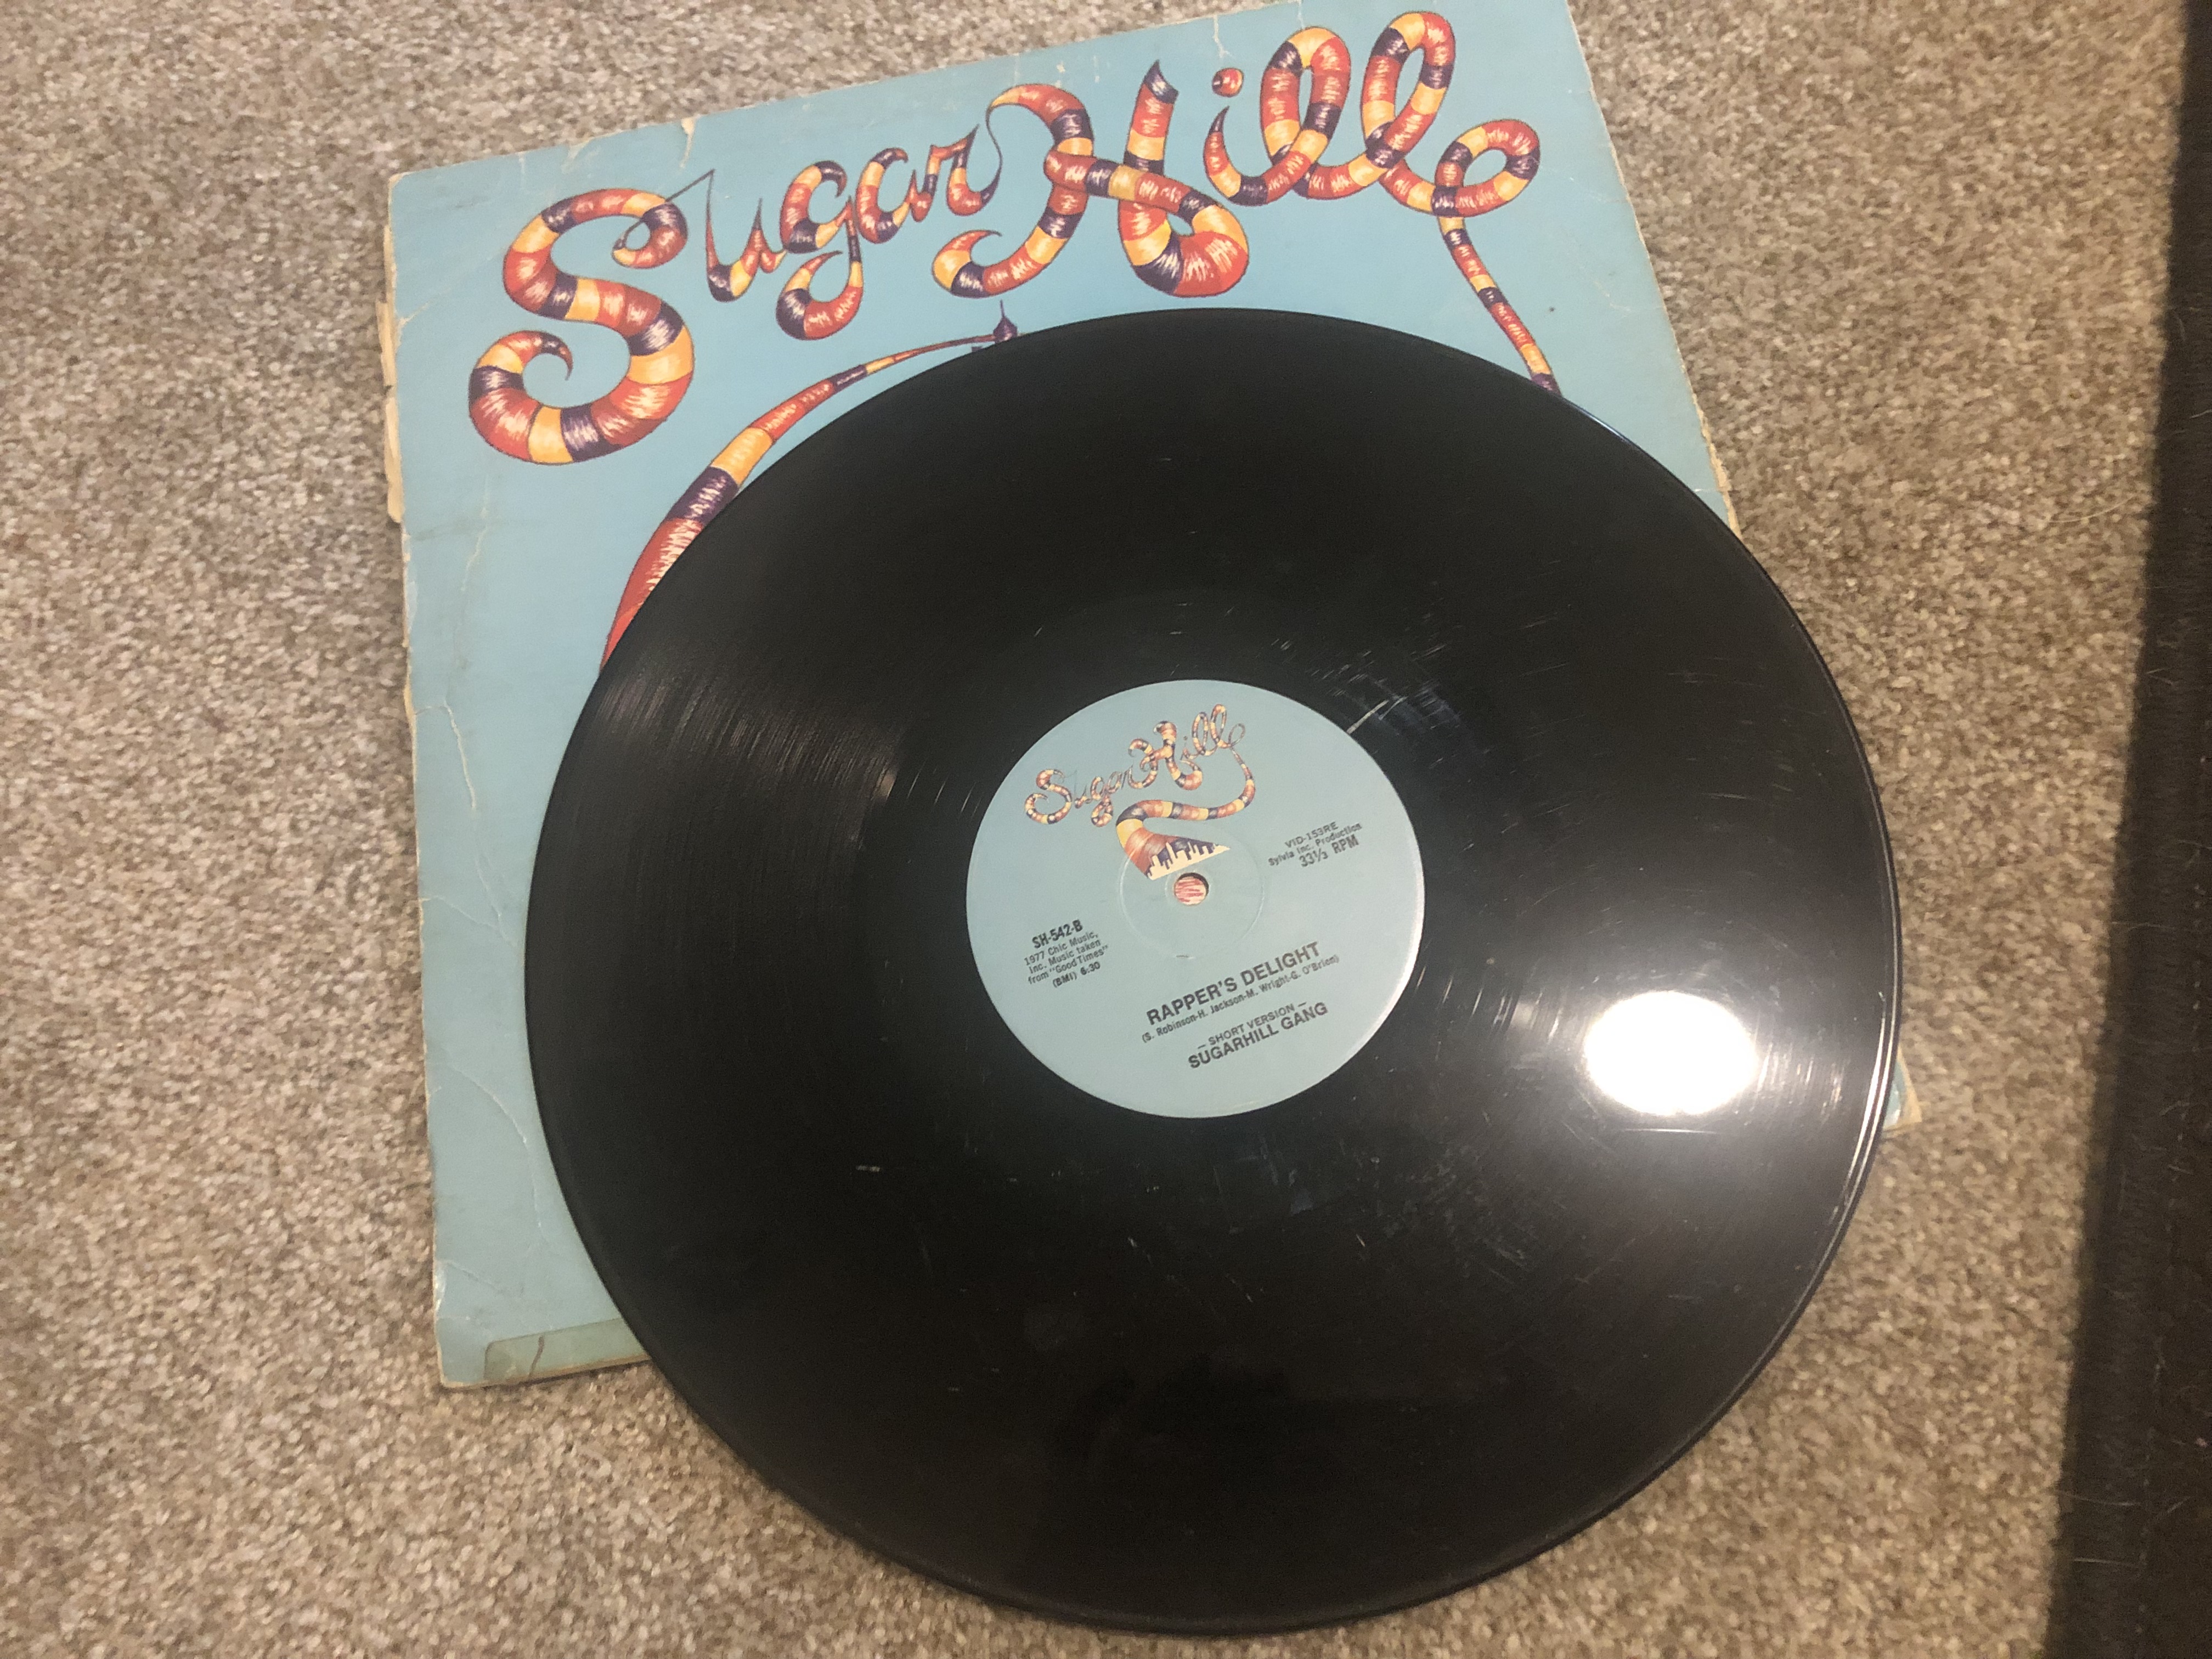 Sugar Hill
Sugar Hill
VID-153RE
Sylvia Inc. Production
33⅓ RPM
SH-542-B
1977 Chic Music,
Inc. Music taken
from "Good Times"
(BMI) 6:30
RAPPER'S DELIGHT
(S. Robinson-H. Jackson-M. Wright-G. O'Brien)
– SHORT VERSION –
SUGARHILL GANG